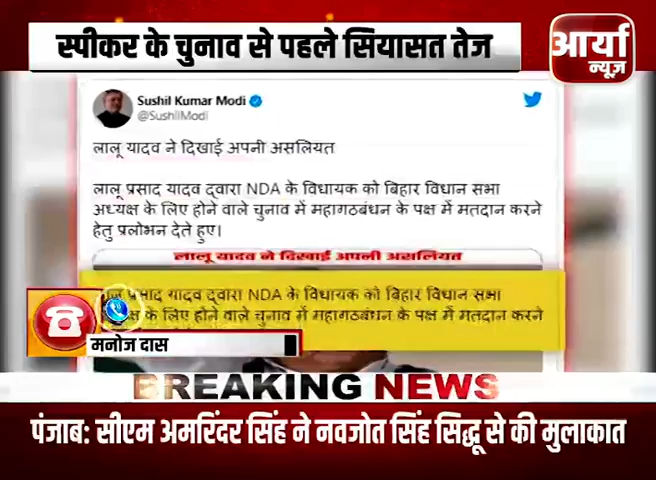 स्पीकर के चुनाव से पहले सियासत तेज
आर्या
न्यूज़
Sushil Kumar Modi
@SushilModi
लालू यादव ने दिखाई अपनी असलियत
लालू प्रसाद यादव द्वारा NDA के विधायक को बिहार विधान सभा
अध्यक्ष के लिए होने वाले चुनाव में महागठबंधन के पक्ष में मतदान करने
हेतु प्रलोभन देते हुए।
लालू यादव ने दिखाई अपनी असलियत
प्रसाद यादव द्वारा NDA के विधायक को बिहार विधान सभा
के लिए होने वाले चुनाव में महागठबंधन के पक्ष में मतदान करने
मनोज दास
BREAKING NEWS
पंजाब: सीएम अमरिंदर सिंह ने नवजोत सिंह सिद्धू से की मुलाकात